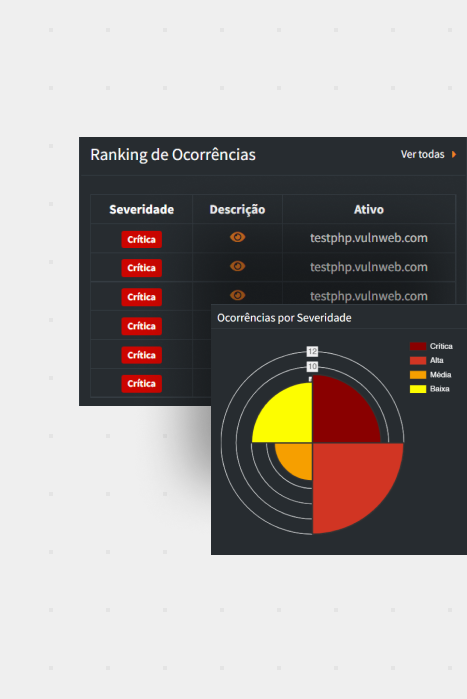 Ranking de Ocorrências Ver todas
Severidade Descrição Ativo
Crítica testphp.vulnweb.com
Crítica testphp.vulnweb.com
Crítica testphp.vulnweb.com
Crítica
Crítica
Crítica
Ocorrências por Severidade
12
10
Crítica
Alta
Média
Baixa